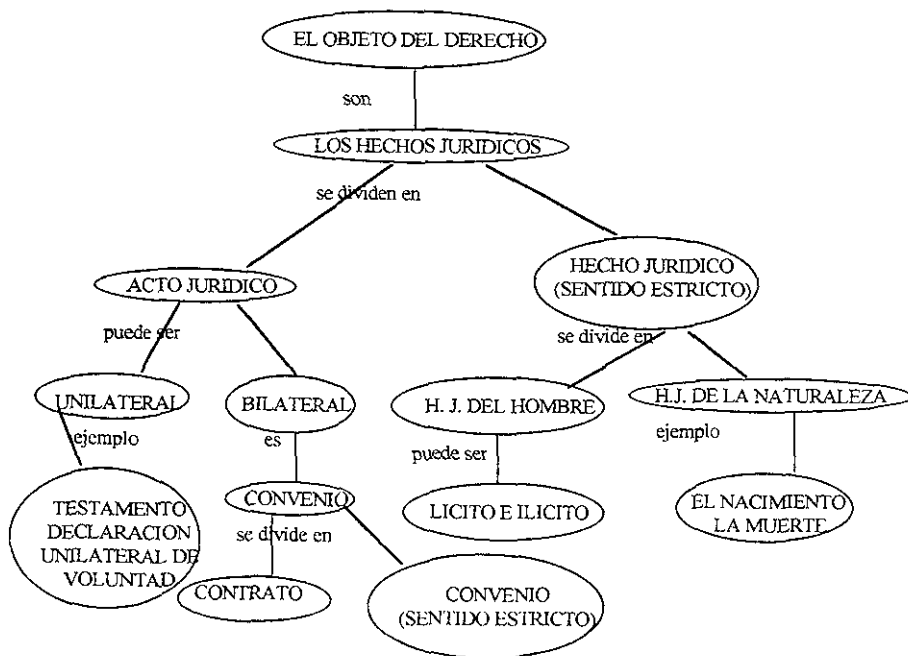 EL OBJETO DEL DERECHO
son
LOS HECHOS JURIDICOS
se dividen en
ACTO JURIDICO
HECHO JURIDICO
(SENTIDO ESTRICTO)
puede ser
se divide en
UNILATERAL
BILATERAL
H. J. DEL HOMBRE
H.J. DE LA NATURALEZA
ejemplo
es
puede ser
ejemplo
TESTAMENTO
DECLARACION
UNILATERAL DE
VOLUNTAD
CONVENIO
LICITO E ILICITO
EL NACIMIENTO
LA MUERTE
se divide en
CONTRATO
CONVENIO
(SENTIDO ESTRICTO)